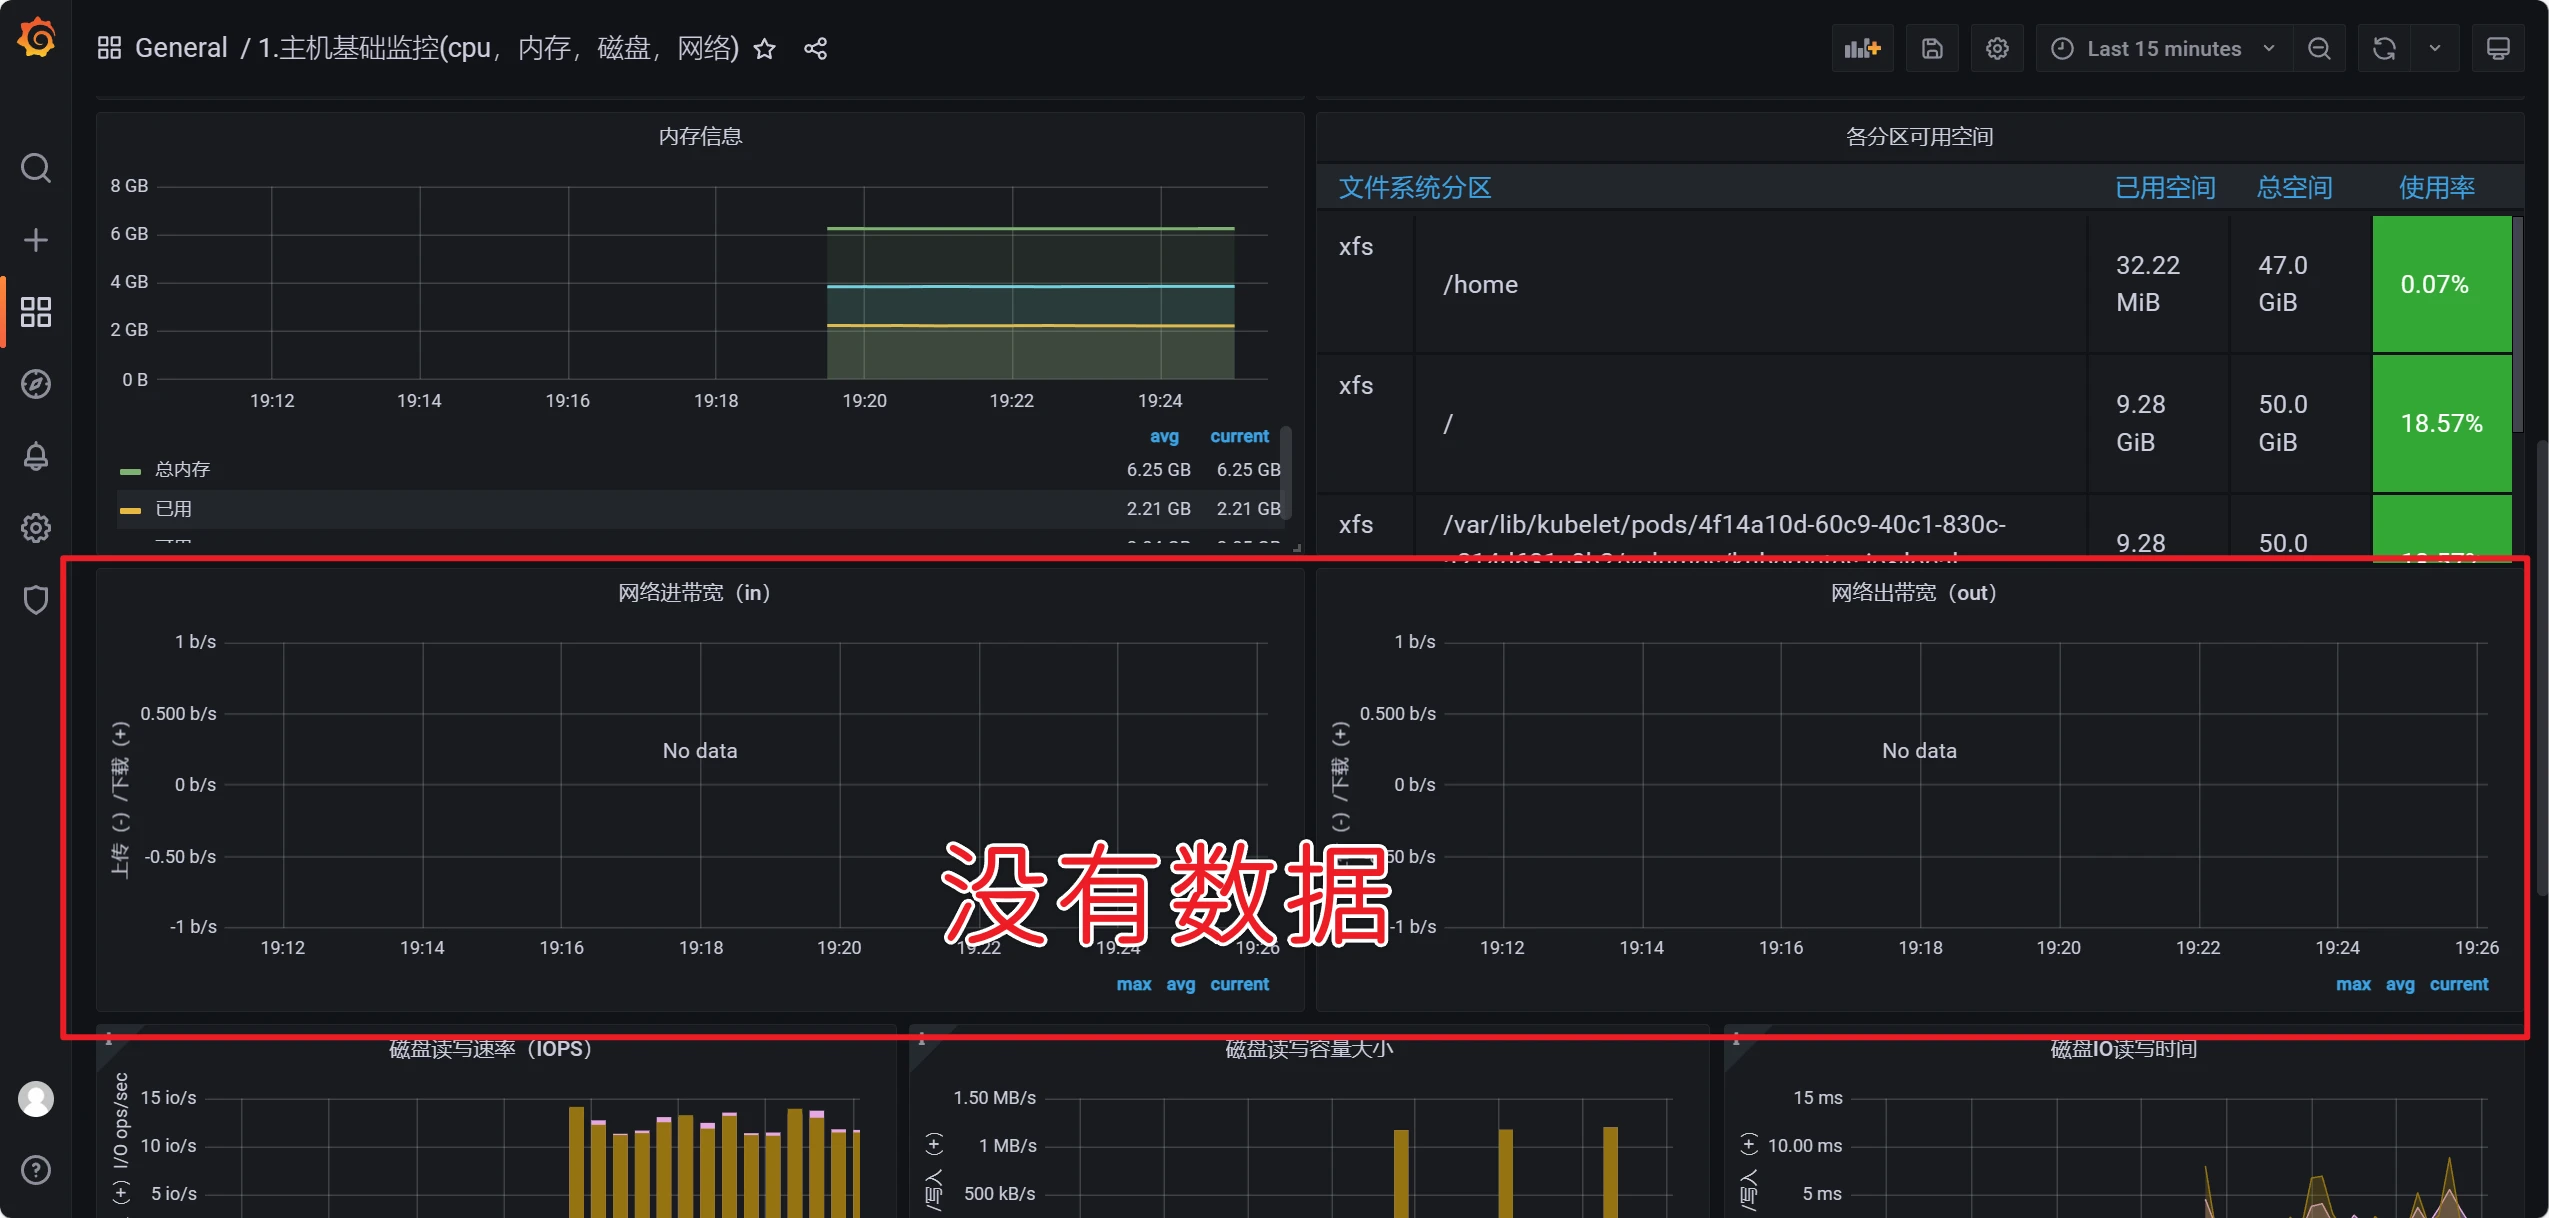 General / 1.主机基础监控(cpu，内存，磁盘，网络)
Last 15 minutes
内存信息
8 GB
6 GB
4 GB
2 GB
0 B
19:12 19:14 19:16 19:18 19:20 19:22 19:24
avg current
总内存 6.25 GB 6.25 GB
已用 2.21 GB 2.21 GB
各分区可用空间
文件系统分区 已用空间 总空间 使用率
xfs /home 32.22 MiB 47.0 GiB 0.07%
xfs / 9.28 GiB 50.0 GiB 18.57%
xfs /var/lib/kubelet/pods/4f14a10d-60c9-40c1-830c- 9.28 50.0
网络进带宽（in）
1 b/s
0.500 b/s
0 b/s
-0.50 b/s
-1 b/s
上传（-）/下载（+）
No data
19:12 19:14 19:16 19:18 19:20 19:22 19:24 19:26
max avg current
网络出带宽（out）
1 b/s
0.500 b/s
0 b/s
50 b/s
-1 b/s
（-）/下载（+）
No data
19:12 19:14 19:16 19:18 19:20 19:22 19:24 19:26
max avg current
没有数据
磁盘读写速率（IOPS）
15 io/s
10 io/s
5 io/s
（+）I/O ops/sec
磁盘读写容量大小
1.50 MB/s
1 MB/s
500 kB/s
/写入（+）
磁盘IO读写时间
15 ms
10.00 ms
5 ms
/写入（+）